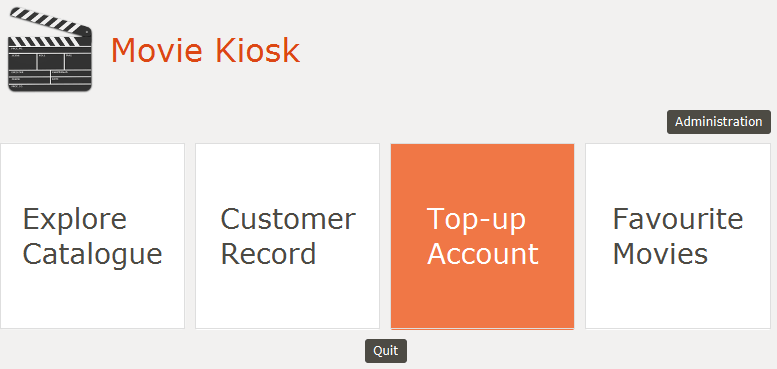 Movie Kiosk
Administration
Explore
Catalogue
Customer
Record
Top-up
Account
Favourite
Movies
Quit